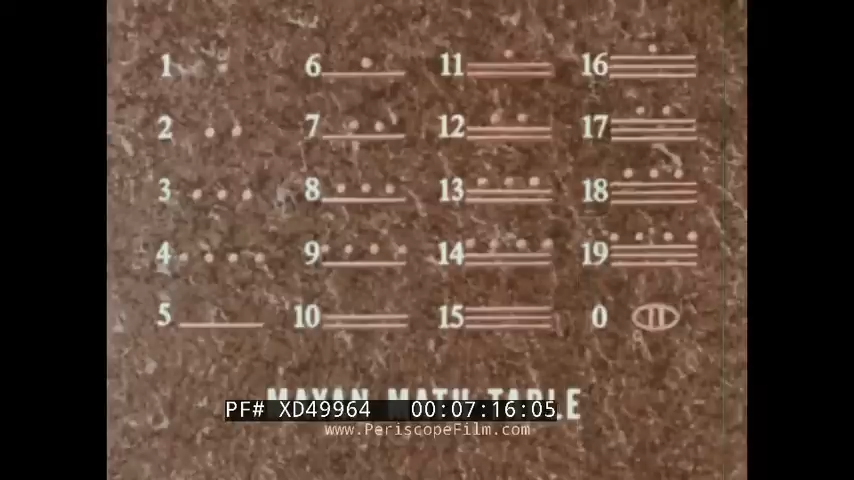 1 6 11 16
2 7 12 17
3 8 13 18
4 9 14 19
5 10 15 0
MAYAN MATH TABLE
PF# XD49964 00:07:16:05
www.PeriscopeFilm.com